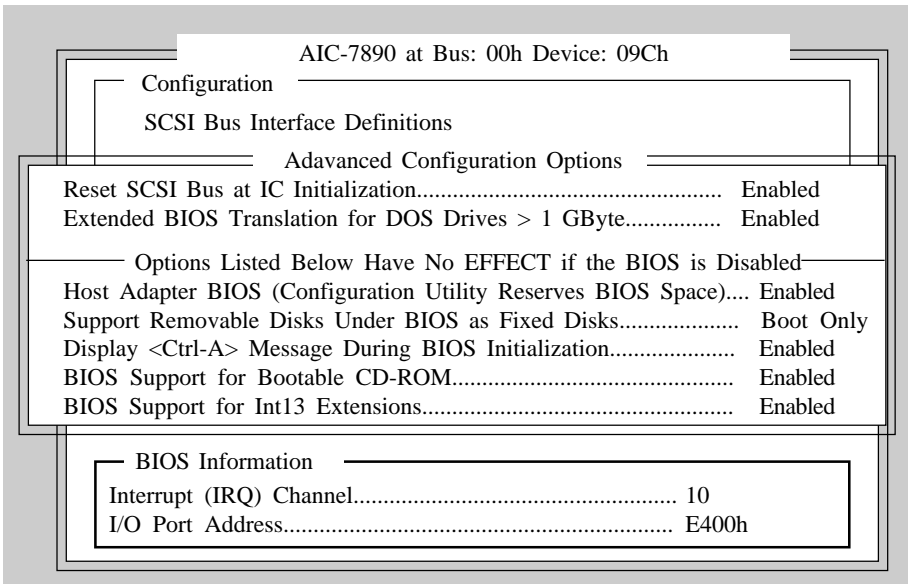 AIC-7890 at Bus: 00h Device: 09Ch
Configuration
SCSI Bus Interface Definitions
Adavanced Configuration Options
Reset SCSI Bus at IC Initialization................................................... Enabled
Extended BIOS Translation for DOS Drives > 1 GByte................ Enabled
Options Listed Below Have No EFFECT if the BIOS is Disabled
Host Adapter BIOS (Configuration Utility Reserves BIOS Space).... Enabled
Support Removable Disks Under BIOS as Fixed Disks.................... Boot Only
Display <Ctrl-A> Message During BIOS Initialization..................... Enabled
BIOS Support for Bootable CD-ROM............................................... Enabled
BIOS Support for Int13 Extensions.................................................... Enabled
BIOS Information
Interrupt (IRQ) Channel...................................................... 10
I/O Port Address................................................................. E400h